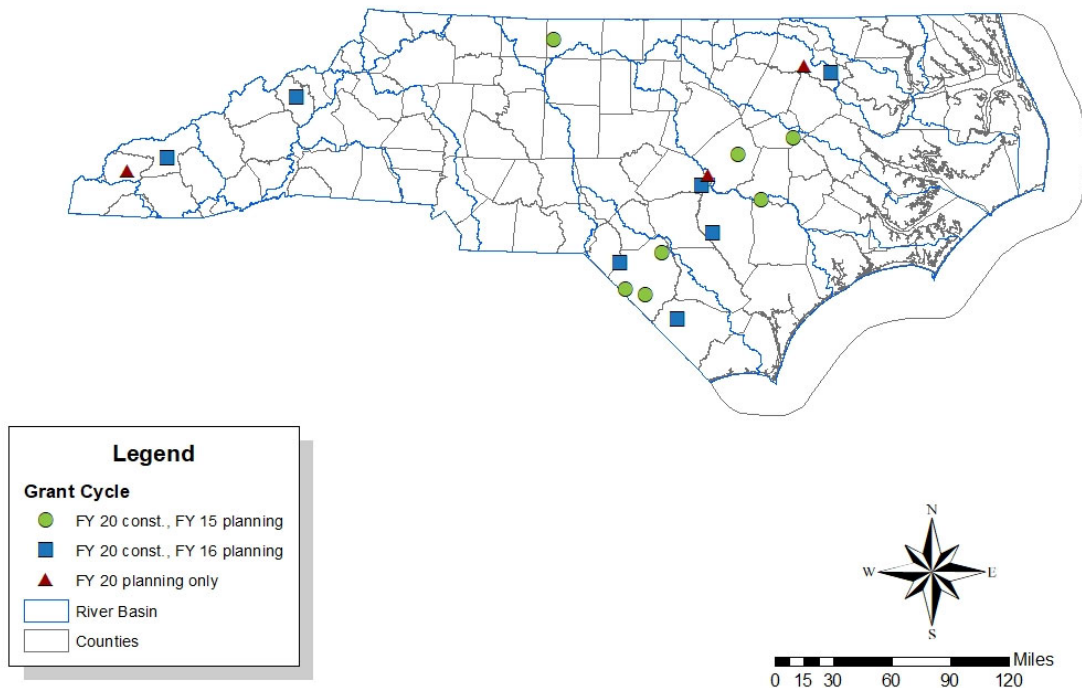 Legend
Grant Cycle
FY 20 const., FY 15 planning
FY 20 const., FY 16 planning
FY 20 planning only
River Basin
Counties
N
W E
S
Miles
0 15 30 60 90 120